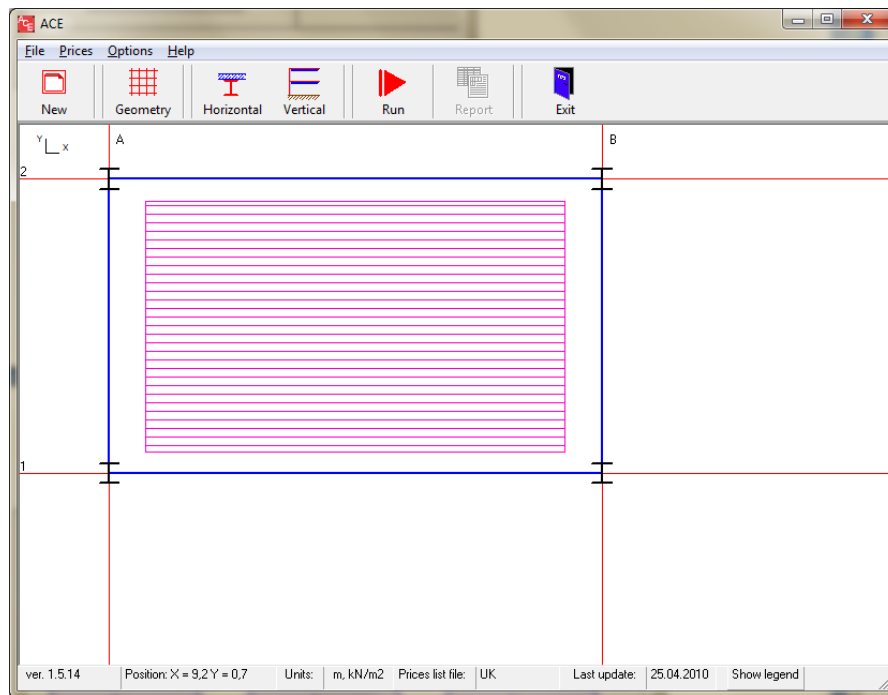 ACE
File Prices Options Help
New Geometry Horizontal Vertical Run Report Exit
Y X A B
2
1
ver. 1.5.14 Position: X = 9,2 Y = 0,7 Units: m, kN/m2 Prices list file: UK Last update: 25.04.2010 Show legend